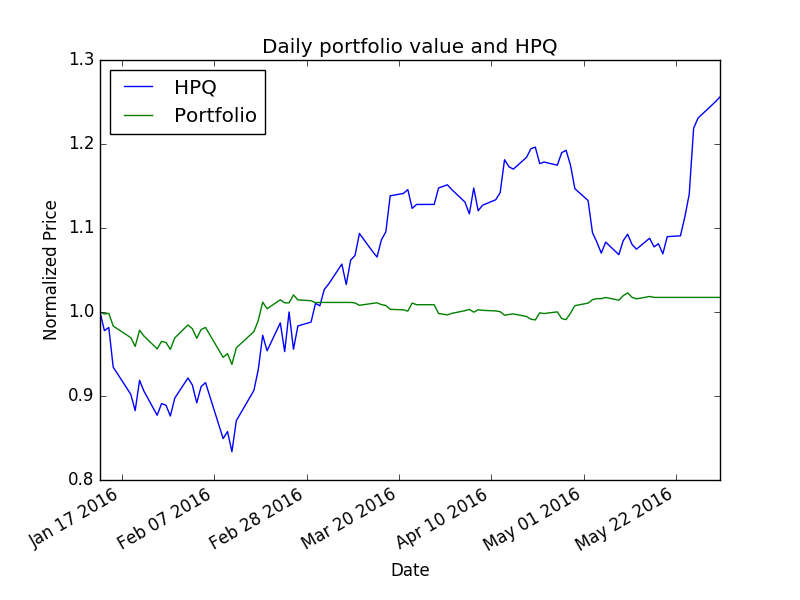 Daily portfolio value and HPQ
HPQ
Portfolio
1.3
1.2
1.1
1.0
0.9
0.8
Normalized Price
Jan 17 2016
Feb 07 2016
Feb 28 2016
Mar 20 2016
Apr 10 2016
May 01 2016
May 22 2016
Date